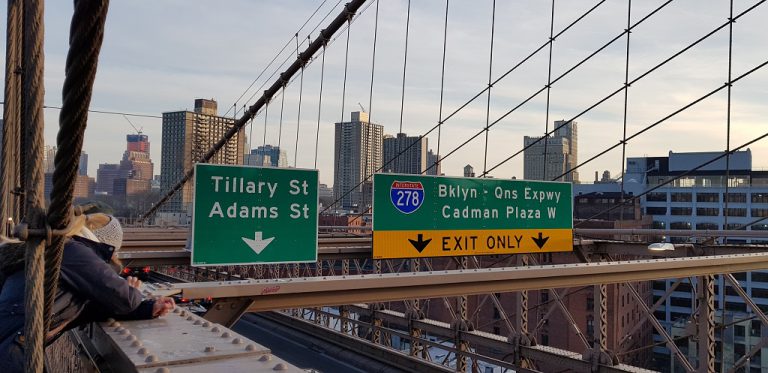 Tillary St
Adams St
INTERSTATE
278
Bklyn - Qns Expwy
Cadman Plaza W
EXIT ONLY